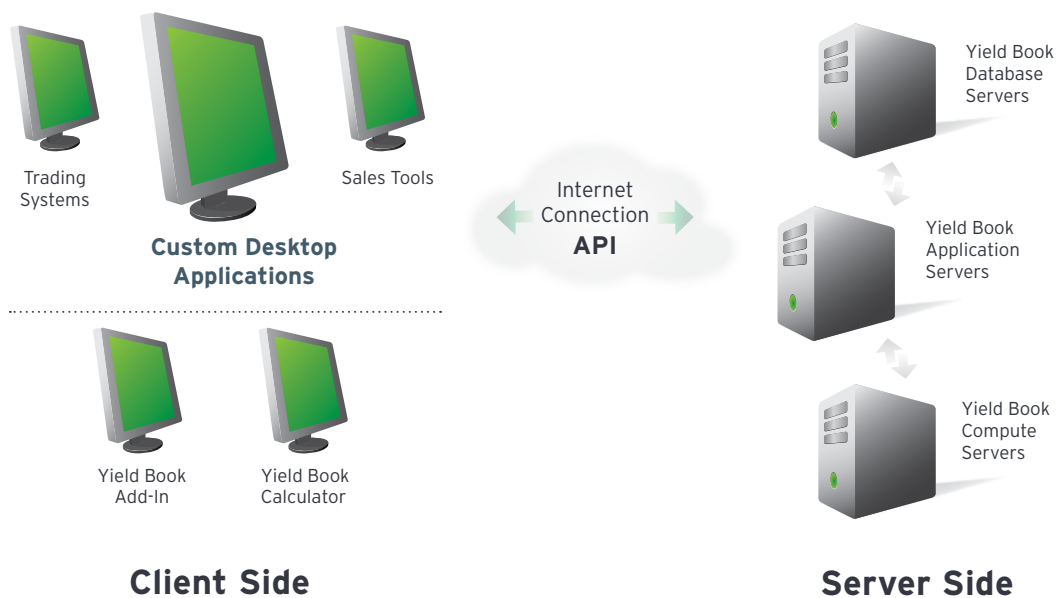 Trading
Systems
Sales Tools
Custom Desktop
Applications
Yield Book
Add-In
Yield Book
Calculator
Client Side
Internet
Connection
API
Yield Book
Database
Servers
Yield Book
Application
Servers
Yield Book
Compute
Servers
Server Side